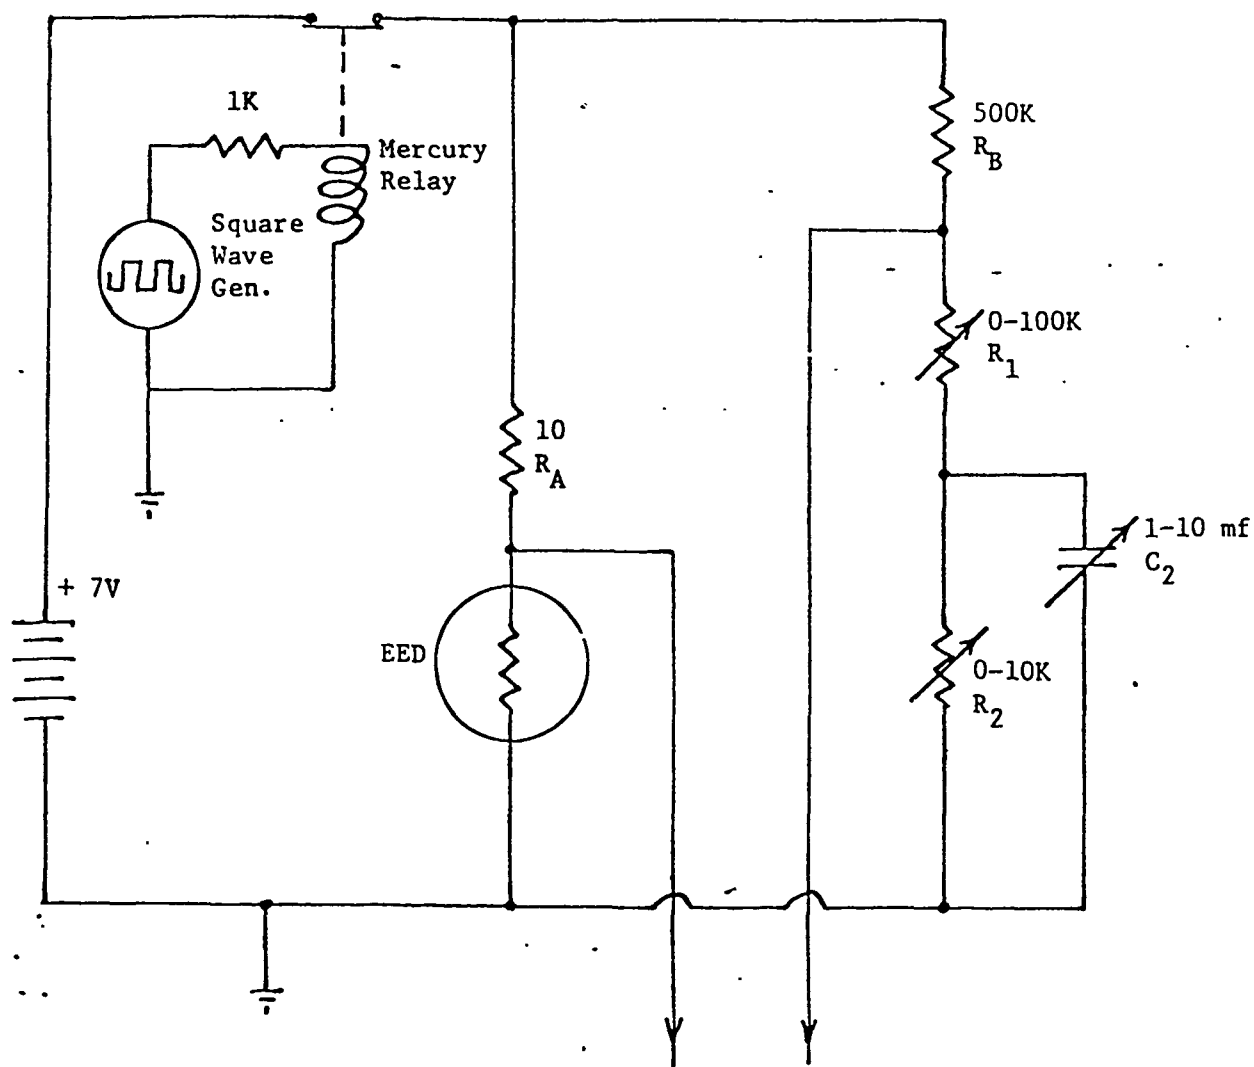 1K
Mercury
Relay
Square
Wave
Gen.
500K
R_B
0-100K
R_1
10
R_A
1-10 mf
C_2
+ 7V
EED
0-10K
R_2